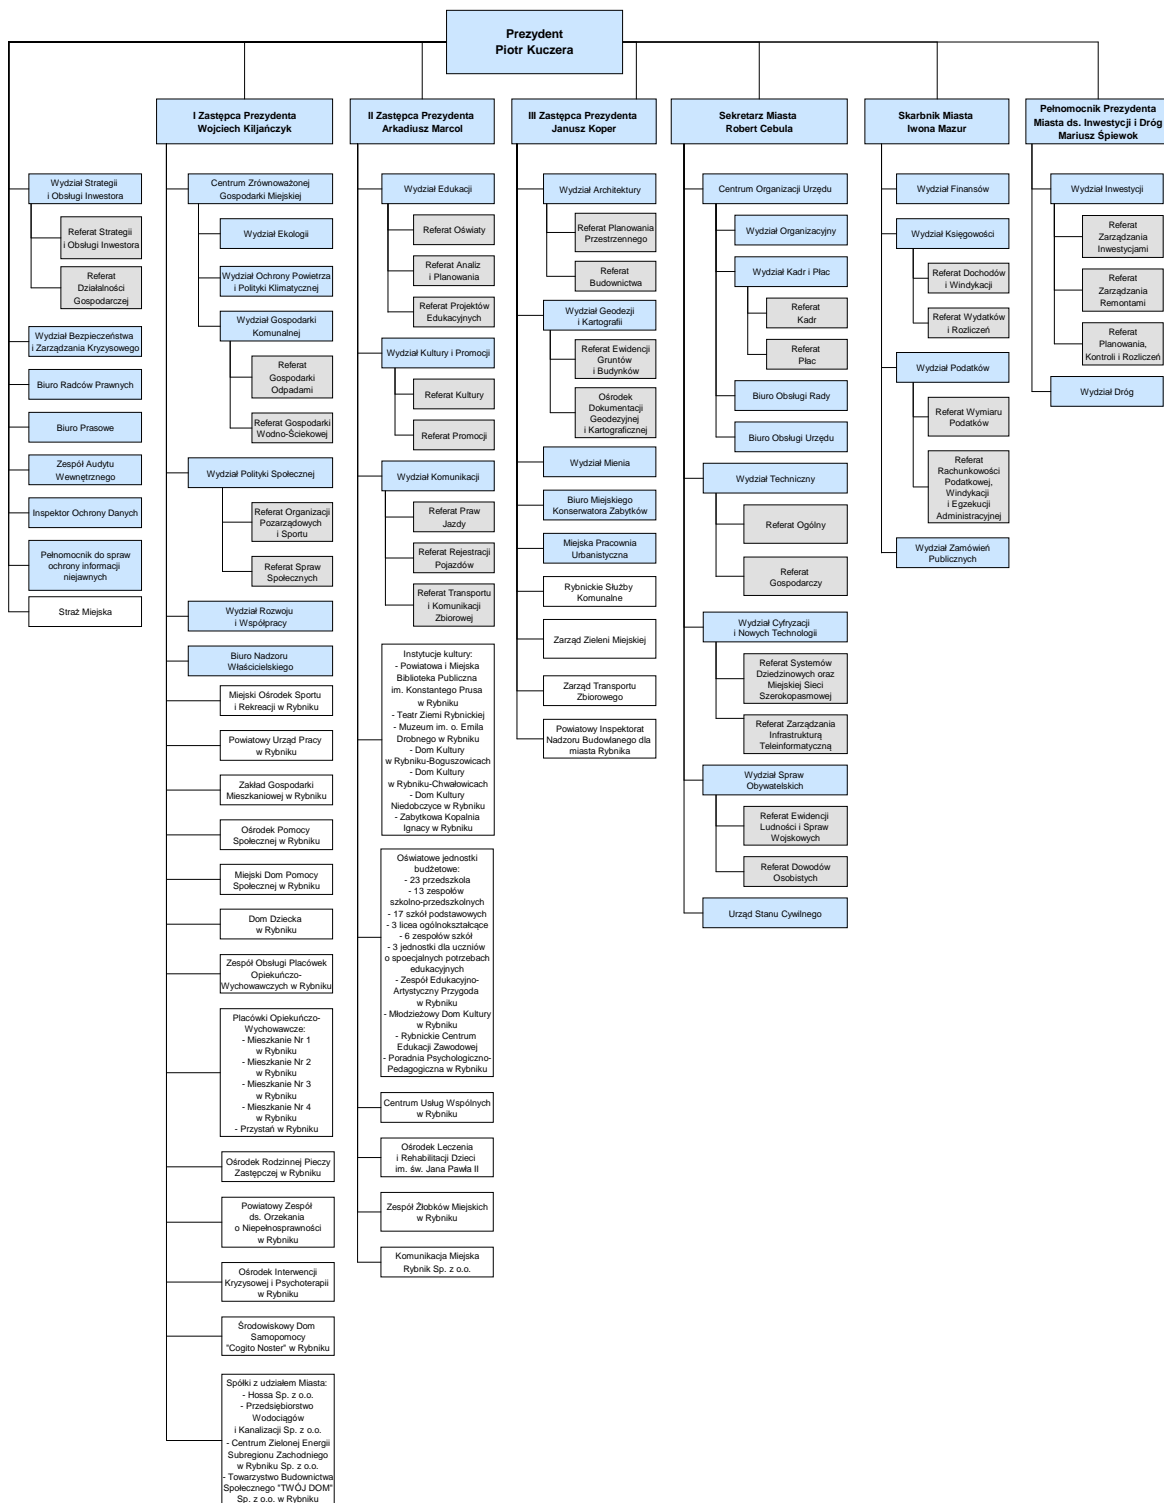 Prezydent
Piotr Kuczera
I Zastępca Prezydenta
Wojciech Kiljańczyk
II Zastępca Prezydenta
Arkadiusz Marcol
III Zastępca Prezydenta
Janusz Koper
Sekretarz Miasta
Robert Cebula
Skarbnik Miasta
Iwona Mazur
Pełnomocnik Prezydenta
Miasta ds. Inwestycji i Dróg
Mariusz Śpiewok
Wydział Strategii
i Obsługi Inwestora
Referat Strategii
i Obsługi Inwestora
Referat
Działalności
Gospodarczej
Wydział Bezpieczeństwa
i Zarządzania Kryzysowego
Biuro Radców Prawnych
Biuro Prasowe
Zespół Audytu
Wewnętrznego
Inspektor Ochrony Danych
Pełnomocnik do spraw
ochrony informacji
niejawnych
Straż Miejska
Centrum Zrównoważonej
Gospodarki Miejskiej
Wydział Ekologii
Wydział Ochrony Powietrza
i Polityki Klimatycznej
Wydział Gospodarki
Komunalnej
Referat
Gospodarki
Odpadami
Referat Gospodarki
Wodno-Ściekowej
Wydział Polityki Społecznej
Referat Organizacji
Pozarządowych
i Sportu
Referat Spraw
Społecznych
Wydział Rozwoju
i Współpracy
Biuro Nadzoru
Właścicielskiego
Miejski Ośrodek Sportu
i Rekreacji w Rybniku
Powiatowy Urząd Pracy
w Rybniku
Zakład Gospodarki
Mieszkaniowej w Rybniku
Ośrodek Pomocy
Społecznej w Rybniku
Miejski Dom Pomocy
Społecznej w Rybniku
Dom Dziecka
w Rybniku
Zespół Obsługi Placówek
Opiekuńczo-
Wychowawczych w Rybniku
Placówki Opiekuńczo-
Wychowawcze:
- Mieszkanie Nr 1
w Rybniku
- Mieszkanie Nr 2
w Rybniku
- Mieszkanie Nr 3
w Rybniku
- Mieszkanie Nr 4
w Rybniku
- Przystań w Rybniku
Ośrodek Rodzinnej Pieczy
Zastępczej w Rybniku
Powiatowy Zespół
ds. Orzekania
o Niepełnosprawności
w Rybniku
Ośrodek Interwencji
Kryzysowej i Psychoterapii
w Rybniku
Środowiskowy Dom
Samopomocy
"Cogito Noster" w Rybniku
Spółki z udziałem Miasta:
- Hossa Sp. z o.o.
- Przedsiębiorstwo
Wodociągów
i Kanalizacji Sp. z o.o.
- Centrum Zielonej Energii
Subregionu Zachodniego
w Rybniku Sp. z o.o.
- Towarzystwo Budownictwa
Społecznego "TWÓJ DOM"
Sp. z o.o. w Rybniku
Wydział Edukacji
Referat Oświaty
Referat Analiz
i Planowania
Referat Projektów
Edukacyjnych
Wydział Kultury i Promocji
Referat Kultury
Referat Promocji
Wydział Komunikacji
Referat Praw
Jazdy
Referat Rejestracji
Pojazdów
Referat Transportu
i Komunikacji
Zbiorowej
Instytucje kultury:
- Powiatowa i Miejska
Biblioteka Publiczna
im. Konstantego Prusa
w Rybniku
- Teatr Ziemi Rybnickiej
- Muzeum im. o. Emila
Drobnego w Rybniku
- Dom Kultury
w Rybniku-Boguszowicach
- Dom Kultury
w Rybniku-Chwałowicach
- Dom Kultury
Niedobczyce w Rybniku
- Zabytkowa Kopalnia
Ignacy w Rybniku
Oświatowe jednostki
budżetowe:
- 23 przedszkola
- 13 zespołów
szkolno-przedszkolnych
- 17 szkół podstawowych
- 3 licea ogólnokształcące
- 6 zespołów szkół
- 3 jednostki dla uczniów
o spoecjalnych potrzebach
edukacyjnych
- Zespół Edukacyjno-
Artystyczny Przygoda
w Rybniku
- Młodzieżowy Dom Kultury
w Rybniku
- Rybnickie Centrum
Edukacji Zawodowej
- Poradnia Psychologiczno-
Pedagogiczna w Rybniku
Centrum Usług Wspólnych
w Rybniku
Ośrodek Leczenia
i Rehabilitacji Dzieci
im. św. Jana Pawła II
Zespół Żłobków Miejskich
w Rybniku
Komunikacja Miejska
Rybnik Sp. z o.o.
Wydział Architektury
Referat Planowania
Przestrzennego
Referat
Budownictwa
Wydział Geodezji
i Kartografii
Referat Ewidencji
Gruntów
i Budynków
Ośrodek
Dokumentacji
Geodezyjnej
i Kartograficznej
Wydział Mienia
Biuro Miejskiego
Konserwatora Zabytków
Miejska Pracownia
Urbanistyczna
Rybnickie Służby
Komunalne
Zarząd Zieleni Miejskiej
Zarząd Transportu
Zbiorowego
Powiatowy Inspektorat
Nadzoru Budowlanego dla
miasta Rybnika
Centrum Organizacji Urzędu
Wydział Organizacyjny
Wydział Kadr i Płac
Referat
Kadr
Referat
Płac
Biuro Obsługi Rady
Biuro Obsługi Urzędu
Wydział Techniczny
Referat Ogólny
Referat
Gospodarczy
Wydział Cyfryzacji
i Nowych Technologii
Referat Systemów
Dziedzinowych oraz
Miejskiej Sieci
Szerokopasmowej
Referat Zarządzania
Infrastrukturą
Teleinformatyczną
Wydział Spraw
Obywatelskich
Referat Ewidencji
Ludności i Spraw
Wojskowych
Referat Dowodów
Osobistych
Urząd Stanu Cywilnego
Wydział Finansów
Wydział Księgowości
Referat Dochodów
i Windykacji
Referat Wydatków
i Rozliczeń
Wydział Podatków
Referat Wymiaru
Podatków
Referat
Rachunkowości
Podatkowej,
Windykacji
i Egzekucji
Administracyjnej
Wydział Zamówień
Publicznych
Wydział Inwestycji
Referat
Zarządzania
Inwestycjami
Referat
Zarządzania
Remontami
Referat
Planowania,
Kontroli i Rozliczeń
Wydział Dróg